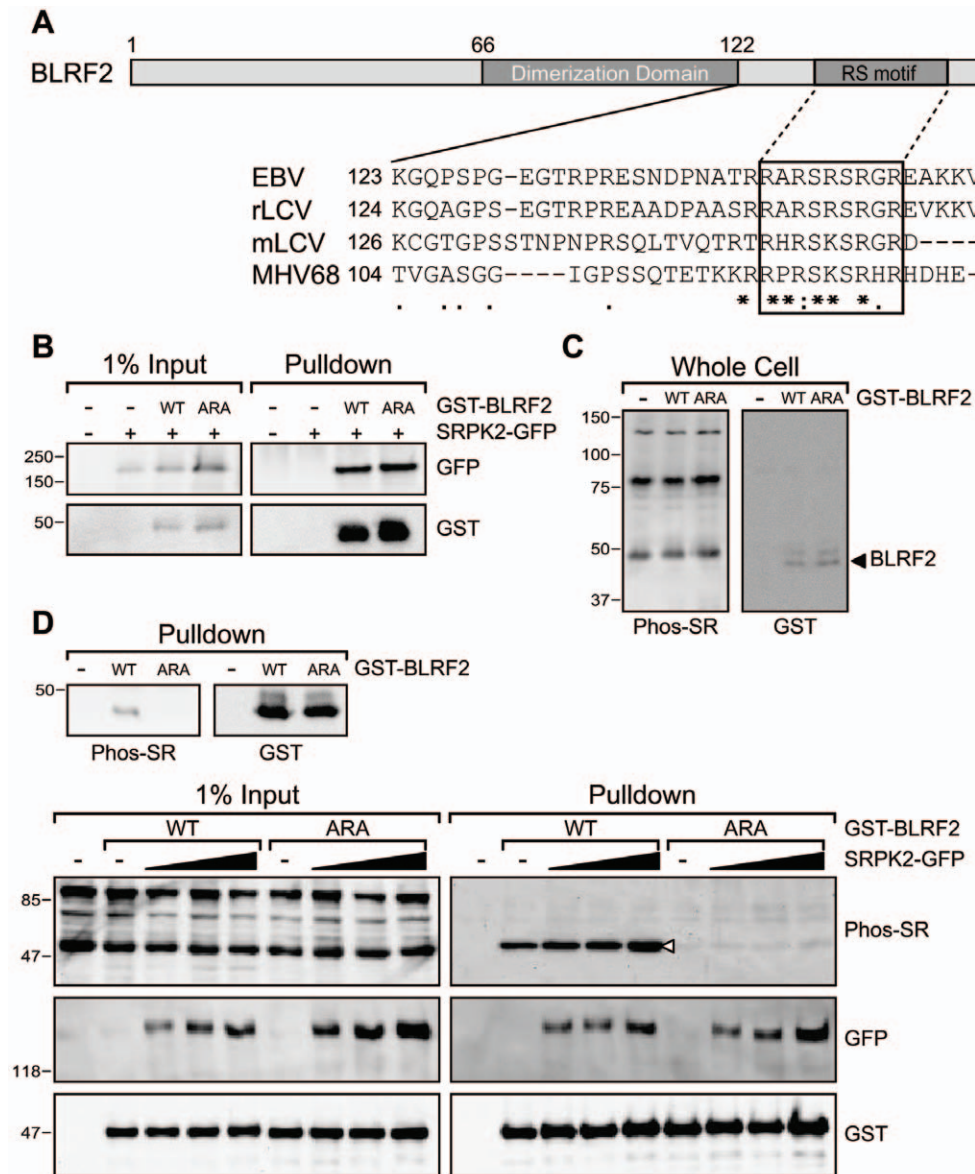 A
1 66 122
BLRF2 Dimerization Domain RS motif
EBV 123 KGQPSPG-EGTRPRESNDPNATRRARSRSRGREAKKV
rLCV 124 KGQAGPS-EGTRPREAADPAASRRARSRSRGREVKKV
mLCV 126 KCGTGPSSTNPNPRSQLTVQTRTRHRSKSRGRD----
MHV68 104 TVGASGG----IGPSSQTETKKRRPRSKSRHRHDHE-
. .. . . * **:** *.
B
1% Input Pulldown
- - WT ARA - - WT ARA GST-BLRF2
- + + + - + + + SRPK2-GFP
250
150
GFP
50
GST
C
Whole Cell
- WT ARA - WT ARA GST-BLRF2
150
100
75
50
37
BLRF2
Phos-SR GST
D
Pulldown
- WT ARA - WT ARA GST-BLRF2
50
Phos-SR GST
1% Input Pulldown
WT ARA WT ARA GST-BLRF2
- - - - - - SRPK2-GFP
85
47
Phos-SR
118
GFP
47
GST